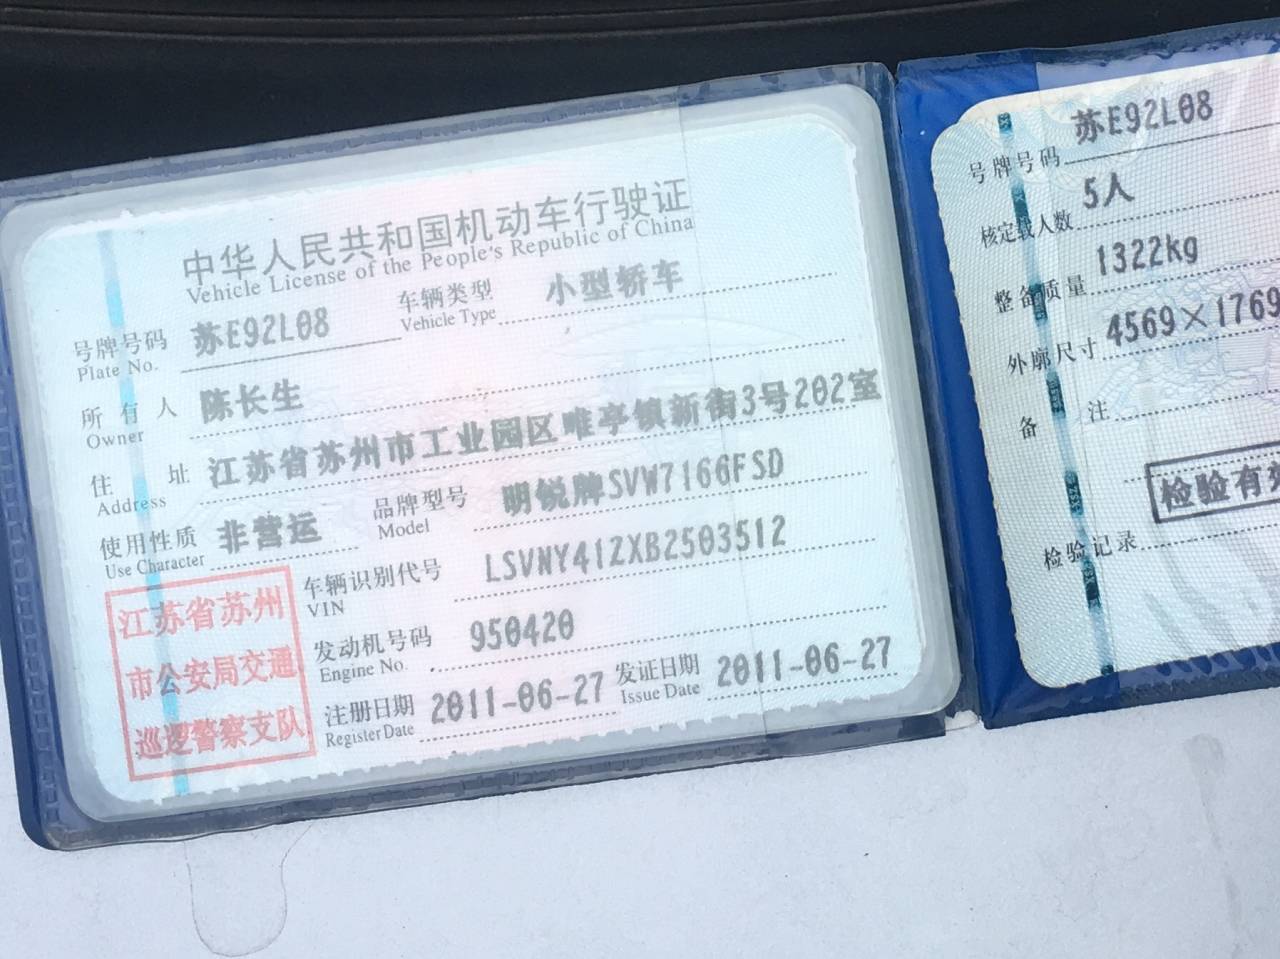 中华人民共和国机动车行驶证
Vehicle License of the People's Republic of China
号牌号码 苏E92L08 车辆类型 小型轿车
Plate No. Vehicle Type
所有人 陈长生
Owner
住址 江苏省苏州市工业园区唯亭镇新街3号202室
Address
使用性质 非营运 品牌型号 明锐牌SVW7166FSD
Use Character Model
车辆识别代号 LSVNY41ZXB2503512
VIN
发动机号码 950420
Engine No.
注册日期 2011-06-27 发证日期 2011-06-27
Register Date Issue Date
江苏省苏州
市公安局交通
巡逻警察支队
号牌号码 苏E92L08
核定载人数 5人
整备质量 1322kg
外廓尺寸 4569×1769
备注
检验有效
检验记录